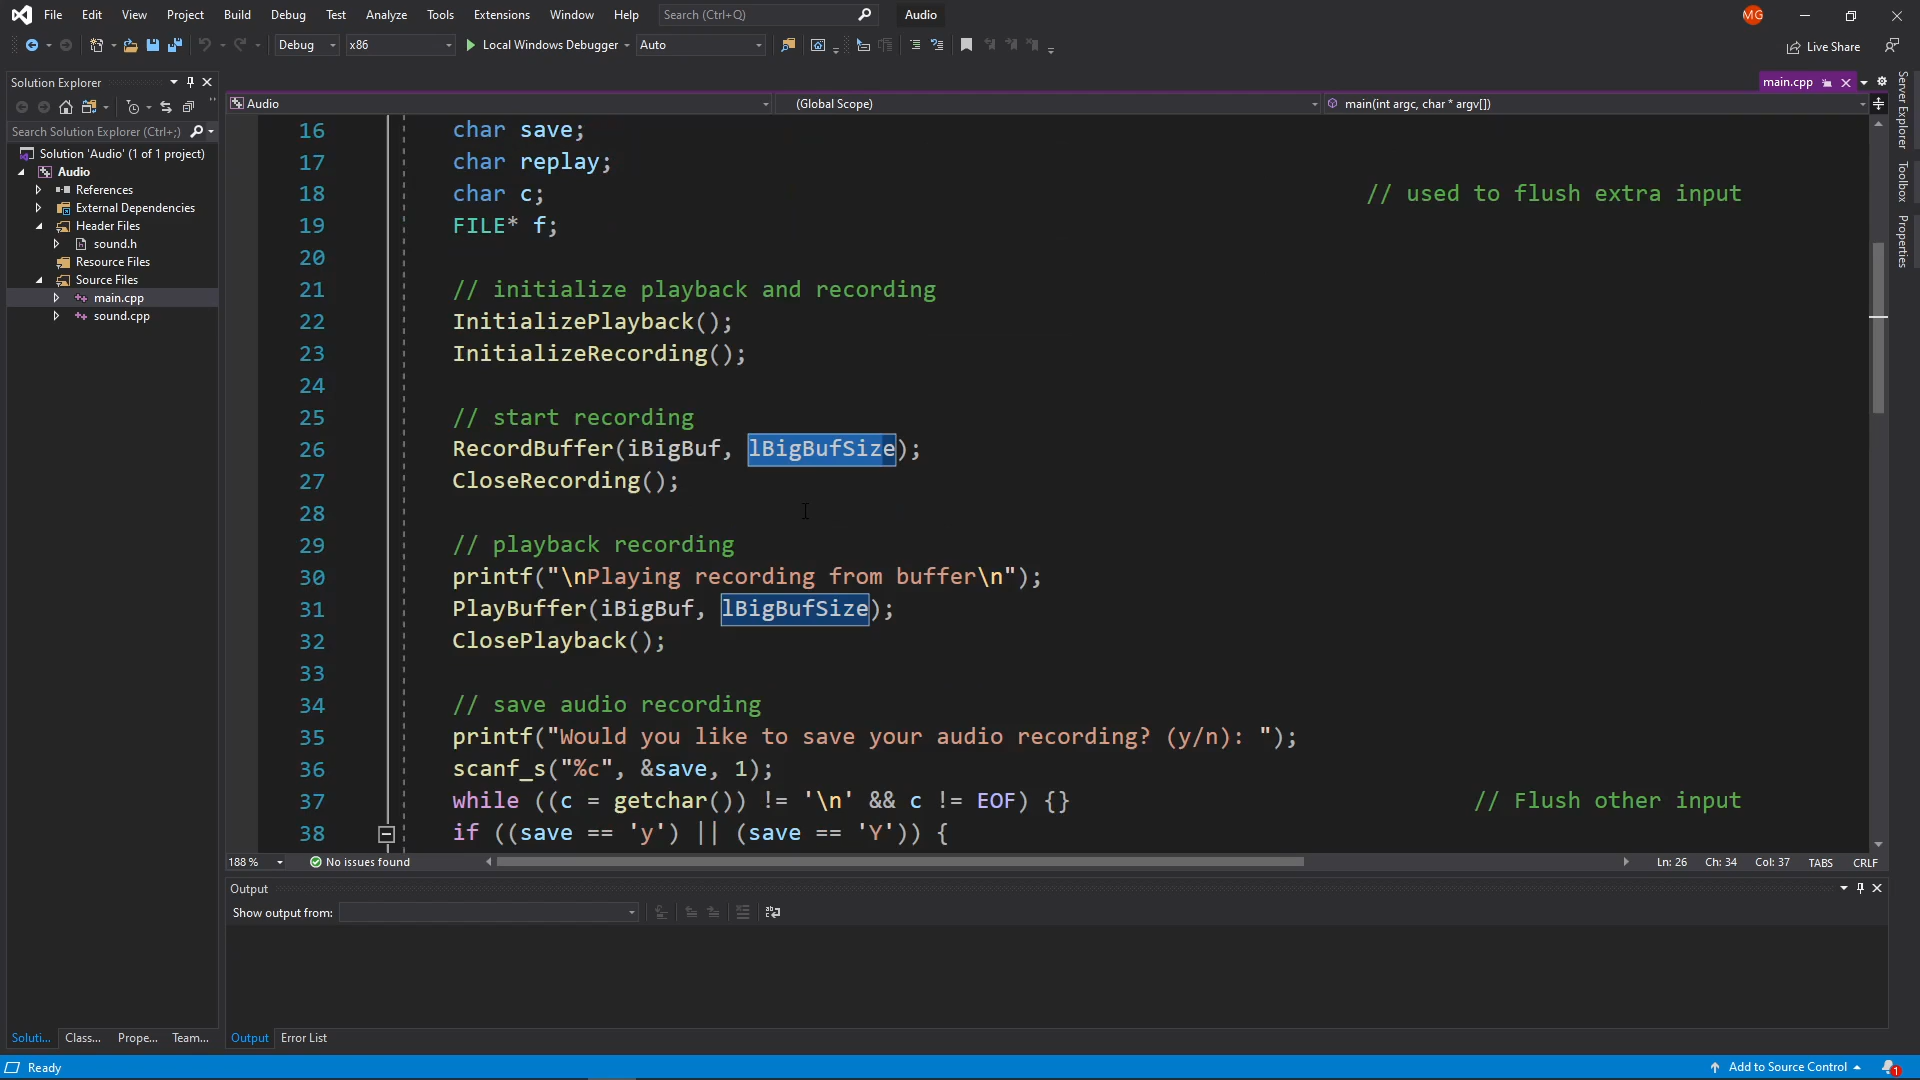 File Edit View Project Build Debug Test Analyze Tools Extensions Window Help Search (Ctrl+Q) Audio MG
Debug x86 Local Windows Debugger Auto Live Share
Solution Explorer
main.cpp
Audio (Global Scope) main(int argc, char * argv[])
Search Solution Explorer (Ctrl+;)
Solution 'Audio' (1 of 1 project)
Audio
References
External Dependencies
Header Files
sound.h
Resource Files
Source Files
main.cpp
sound.cpp
16 char save;
17 char replay;
18 char c; // used to flush extra input
19 FILE* f;
20
21 // initialize playback and recording
22 InitializePlayback();
23 InitializeRecording();
24
25 // start recording
26 RecordBuffer(iBigBuf, lBigBufSize);
27 CloseRecording();
28
29 // playback recording
30 printf("\nPlaying recording from buffer\n");
31 PlayBuffer(iBigBuf, lBigBufSize);
32 ClosePlayback();
33
34 // save audio recording
35 printf("Would you like to save your audio recording? (y/n): ");
36 scanf_s("%c", &save, 1);
37 while ((c = getchar()) != '\n' && c != EOF) {} // Flush other input
38 if ((save == 'y') || (save == 'Y')) {
188 % No issues found Ln: 26 Ch: 34 Col: 37 TABS CRLF
Output
Show output from:
Soluti... Class... Prope... Team... Output Error List
Ready Add to Source Control 1
Server Explorer
Toolbox
Properties